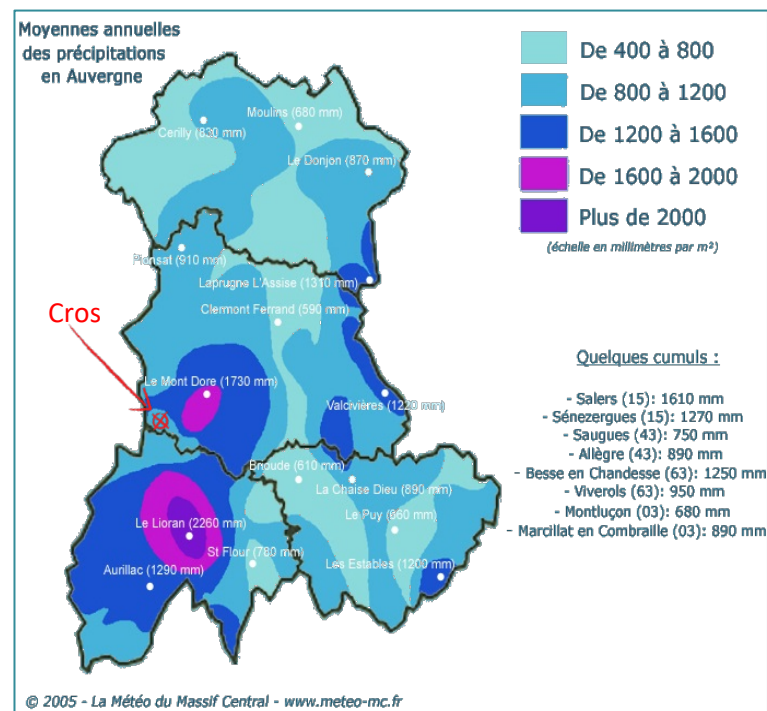 Moyennes annuelles
des précipitations
en Auvergne
De 400 à 800
De 800 à 1200
De 1200 à 1600
De 1600 à 2000
Plus de 2000
(échelle en millimètres par m²)
Moulins (680 mm)
Cerilly (830 mm)
Le Donjon (870 mm)
Pionsat (910 mm)
Laprugne L'Assise (1310 mm)
Clermont Ferrand (590 mm)
Cros
Le Mont Dore (1730 mm)
Valcivières (1220 mm)
Brioude (610 mm)
La Chaise Dieu (890 mm)
Le Puy (660 mm)
Le Lioran (2260 mm)
St Flour (780 mm)
Les Estables (1200 mm)
Aurillac (1290 mm)
Quelques cumuls :
- Salers (15): 1610 mm
- Sénezergues (15): 1270 mm
- Saugues (43): 750 mm
- Allègre (43): 890 mm
- Besse en Chandesse (63): 1250 mm
- Viverols (63): 950 mm
- Montluçon (03): 680 mm
- Marcillat en Combraille (03): 890 mm
© 2005 - La Météo du Massif Central - www.meteo-mc.fr